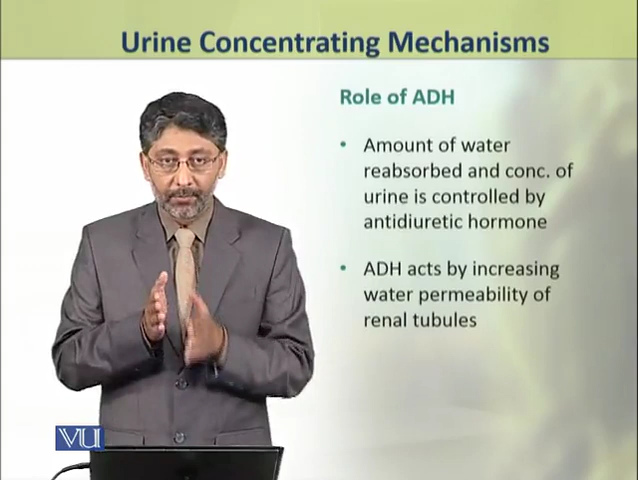 Urine Concentrating Mechanisms
Role of ADH
• Amount of water
reabsorbed and conc. of
urine is controlled by
antidiuretic hormone
• ADH acts by increasing
water permeability of
renal tubules
VU